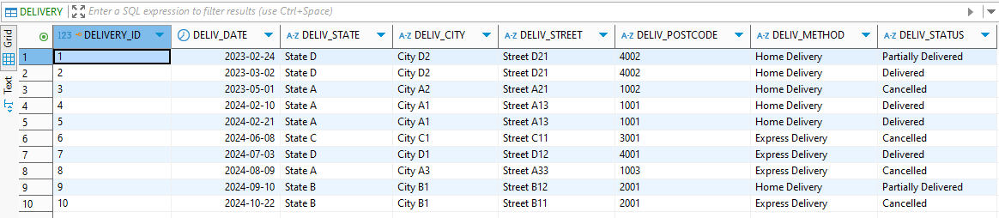 DELIVERY Enter a SQL expression to filter results (use Ctrl+Space)
Grid
Text
123 DELIVERY_ID DELIV_DATE A-Z DELIV_STATE A-Z DELIV_CITY A-Z DELIV_STREET A-Z DELIV_POSTCODE A-Z DELIV_METHOD A-Z DELIV_STATUS
1 1 2023-02-24 State D City D2 Street D21 4002 Home Delivery Partially Delivered
2 2 2023-03-02 State D City D2 Street D21 4002 Home Delivery Delivered
3 3 2023-05-01 State A City A2 Street A21 1002 Home Delivery Cancelled
4 4 2024-02-10 State A City A1 Street A13 1001 Home Delivery Delivered
5 5 2024-02-21 State A City A1 Street A13 1001 Home Delivery Delivered
6 6 2024-06-08 State C City C1 Street C11 3001 Express Delivery Cancelled
7 7 2024-07-03 State D City D1 Street D12 4001 Express Delivery Delivered
8 8 2024-08-09 State A City A3 Street A33 1003 Express Delivery Cancelled
9 9 2024-09-10 State B City B1 Street B12 2001 Home Delivery Partially Delivered
10 10 2024-10-22 State B City B1 Street B11 2001 Express Delivery Cancelled